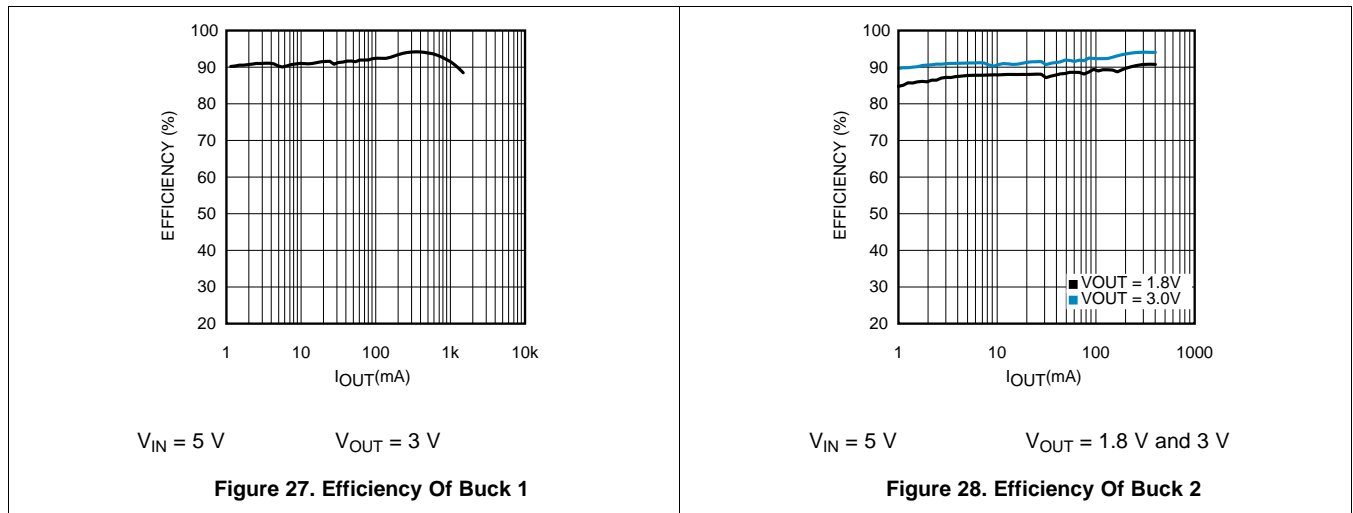 100
90
80
70
60
50
40
30
20
EFFICIENCY (%)
1 10 100 1k 10k
IOUT(mA)
VIN = 5 V VOUT = 3 V
Figure 27. Efficiency Of Buck 1
100
90
80
70
60
50
40
30
20
EFFICIENCY (%)
VOUT = 1.8V
VOUT = 3.0V
1 10 100 1000
IOUT(mA)
VIN = 5 V VOUT = 1.8 V and 3 V
Figure 28. Efficiency Of Buck 2